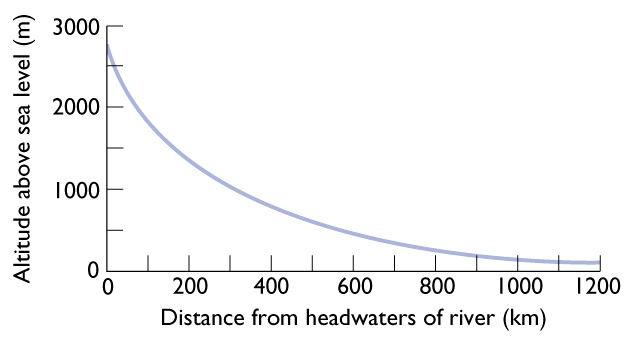 Altitude above sea level (m)
3000
2000
1000
0
0 200 400 600 800 1000 1200
Distance from headwaters of river (km)